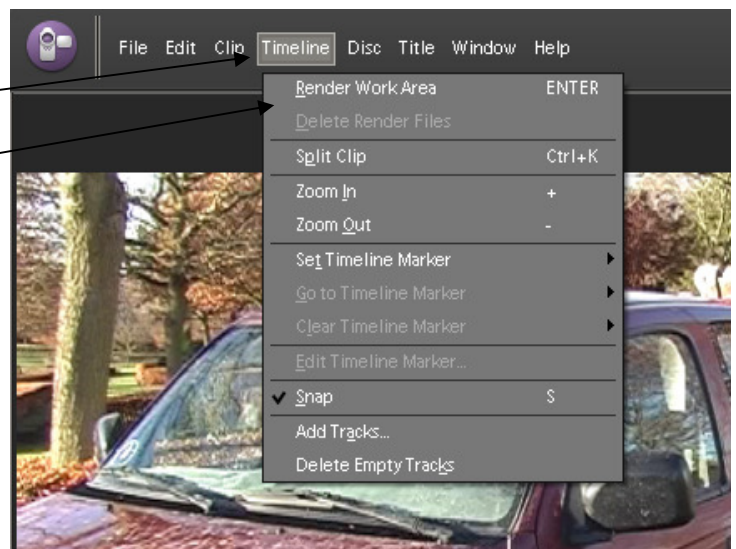 File Edit Clip Timeline Disc Title Window Help
Render Work Area ENTER
Delete Render Files
Split Clip Ctrl+K
Zoom In +
Zoom Out -
Set Timeline Marker
Go to Timeline Marker
Clear Timeline Marker
Edit Timeline Marker...
Snap S
Add Tracks...
Delete Empty Tracks